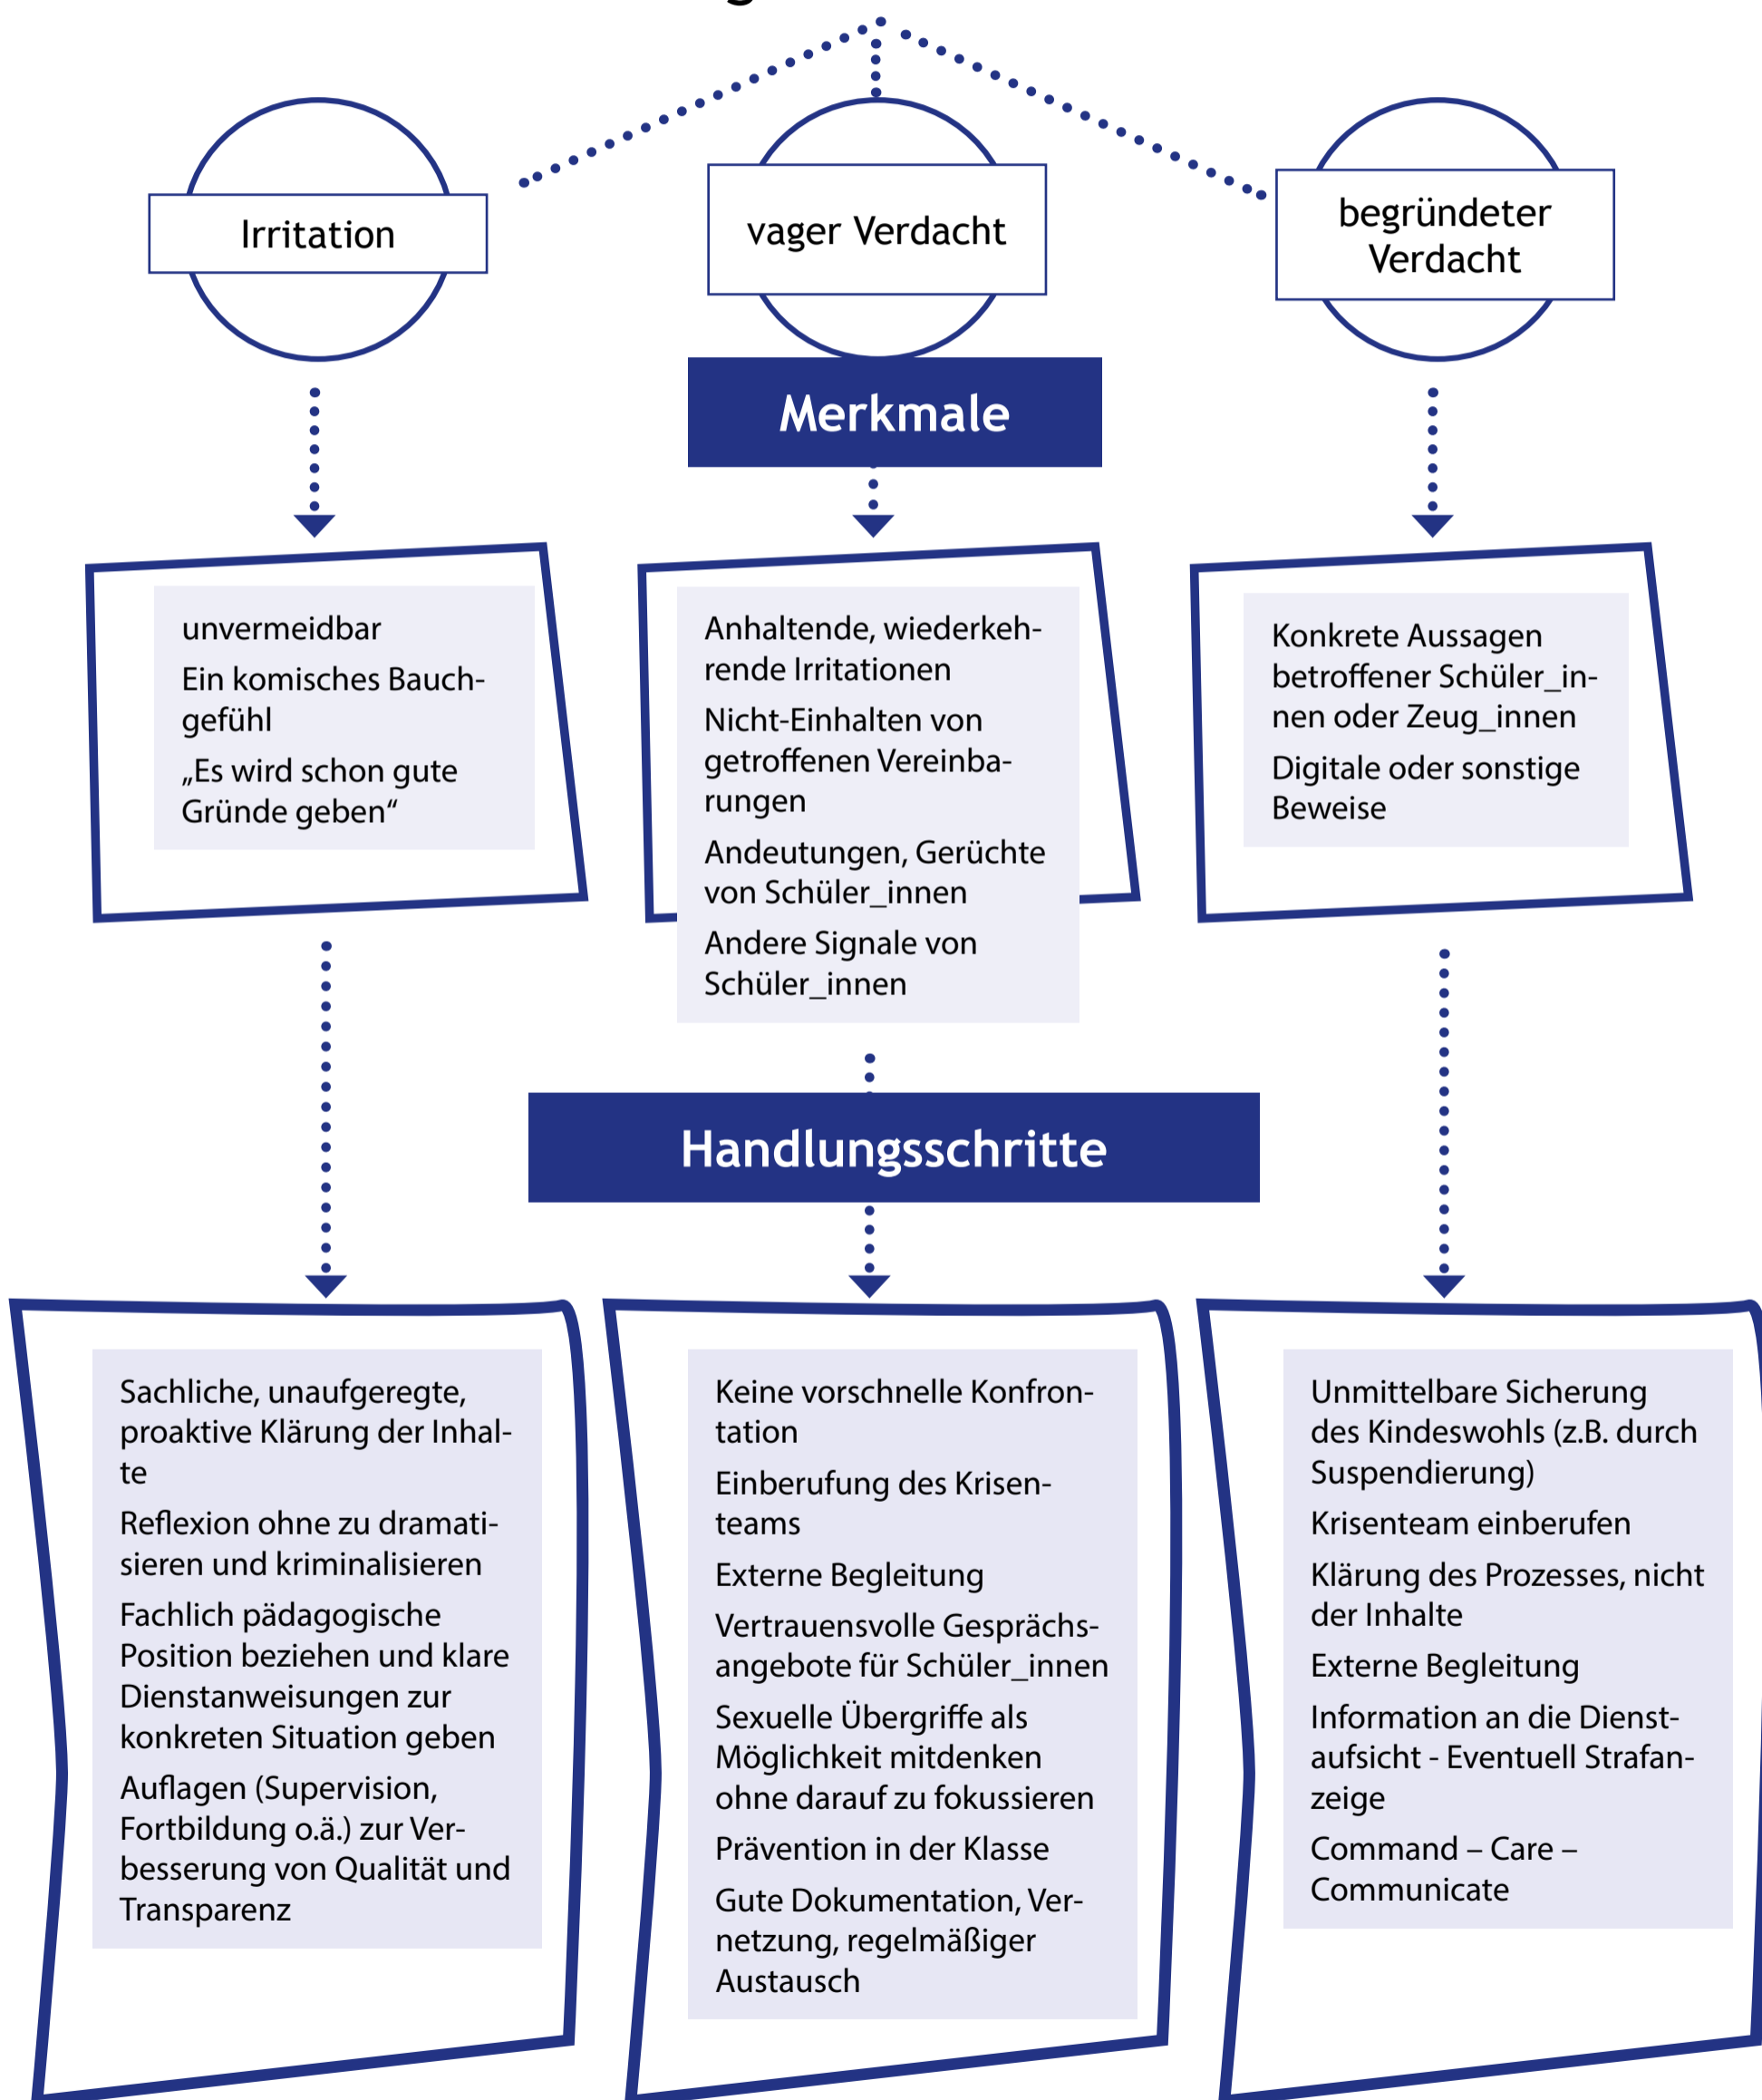 Irritation
vager Verdacht
begründeter
Verdacht
Merkmale
unvermeidbar
Ein komisches Bauch-
gefühl
„Es wird schon gute
Gründe geben“
Anhaltende, wiederkeh-
rende Irritationen
Nicht-Einhalten von
getroffenen Vereinba-
rungen
Andeutungen, Gerüchte
von Schüler_innen
Andere Signale von
Schüler_innen
Konkrete Aussagen
betroffener Schüler_in-
nen oder Zeug_innen
Digitale oder sonstige
Beweise
Handlungsschritte
Sachliche, unaufgeregte,
proaktive Klärung der Inhal-
te
Reflexion ohne zu dramati-
sieren und kriminalisieren
Fachlich pädagogische
Position beziehen und klare
Dienstanweisungen zur
konkreten Situation geben
Auflagen (Supervision,
Fortbildung o.ä.) zur Ver-
besserung von Qualität und
Transparenz
Keine vorschnelle Konfron-
tation
Einberufung des Krisen-
teams
Externe Begleitung
Vertrauensvolle Gesprächs-
angebote für Schüler_innen
Sexuelle Übergriffe als
Möglichkeit mitdenken
ohne darauf zu fokussieren
Prävention in der Klasse
Gute Dokumentation, Ver-
netzung, regelmäßiger
Austausch
Unmittelbare Sicherung
des Kindeswohls (z.B. durch
Suspendierung)
Krisenteam einberufen
Klärung des Prozesses, nicht
der Inhalte
Externe Begleitung
Information an die Dienst-
aufsicht - Eventuell Strafan-
zeige
Command – Care –
Communicate